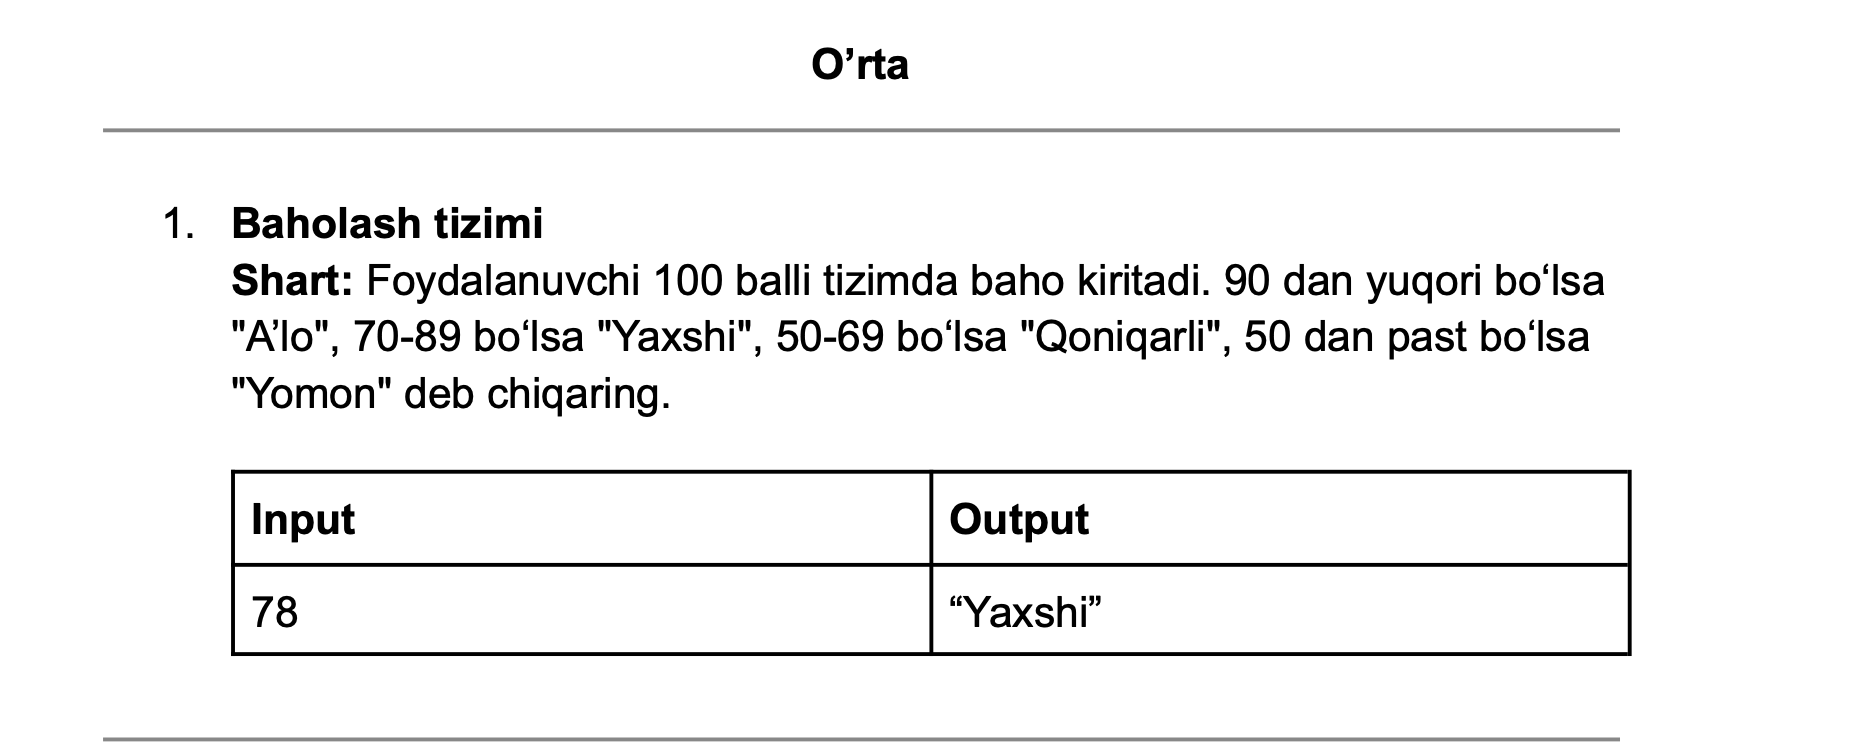 O’rta
1. Baholash tizimi
Shart: Foydalanuvchi 100 balli tizimda baho kiritadi. 90 dan yuqori bo‘lsa
"A’lo", 70-89 bo‘lsa "Yaxshi", 50-69 bo‘lsa "Qoniqarli", 50 dan past bo‘lsa
"Yomon" deb chiqaring.
Input Output
78 “Yaxshi”